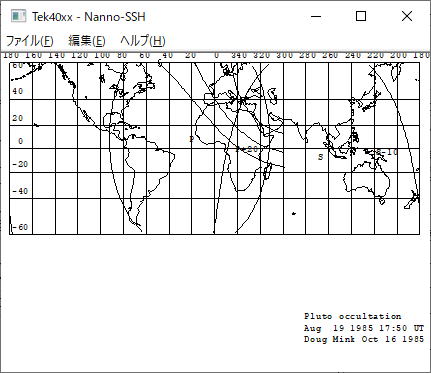 Tek40xx - Nanno-SSH
ファイル(F) 編集(E) ヘルプ(H)
180 160 140 120 100 80 60 40 20 0 340 320 300 280 260 240 220 200 180
60
40
20
0
-20
-40
-60
P
S
-10
Pluto occultation
Aug 19 1985 17:50 UT
Doug Mink Oct 16 1985